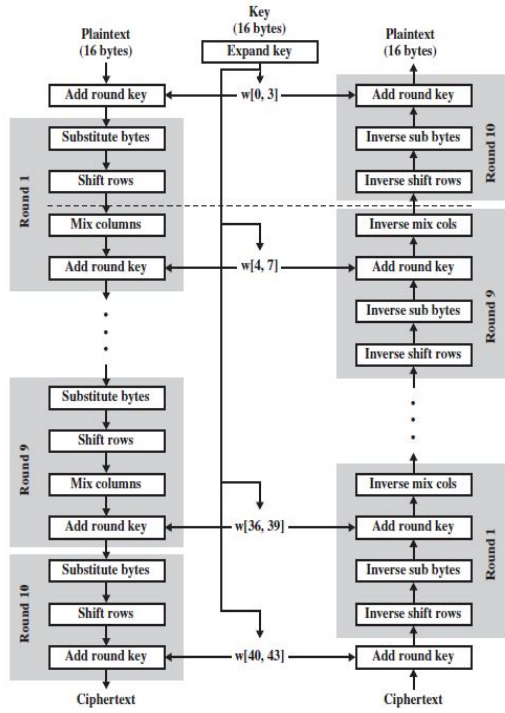 Key
(16 bytes)
Plaintext
(16 bytes)
Expand key
Plaintext
(16 bytes)
Add round key
w[0, 3]
Add round key
Round 1
Substitute bytes
Shift rows
Mix columns
Add round key
w[4, 7]
Inverse sub bytes
Inverse shift rows
Round 10
Inverse mix cols
Add round key
Inverse sub bytes
Inverse shift rows
Round 9
Round 9
Substitute bytes
Shift rows
Mix columns
Add round key
w[36, 39]
Inverse mix cols
Add round key
Inverse sub bytes
Inverse shift rows
Round 1
Round 10
Substitute bytes
Shift rows
Add round key
w[40, 43]
Add round key
Ciphertext
Ciphertext